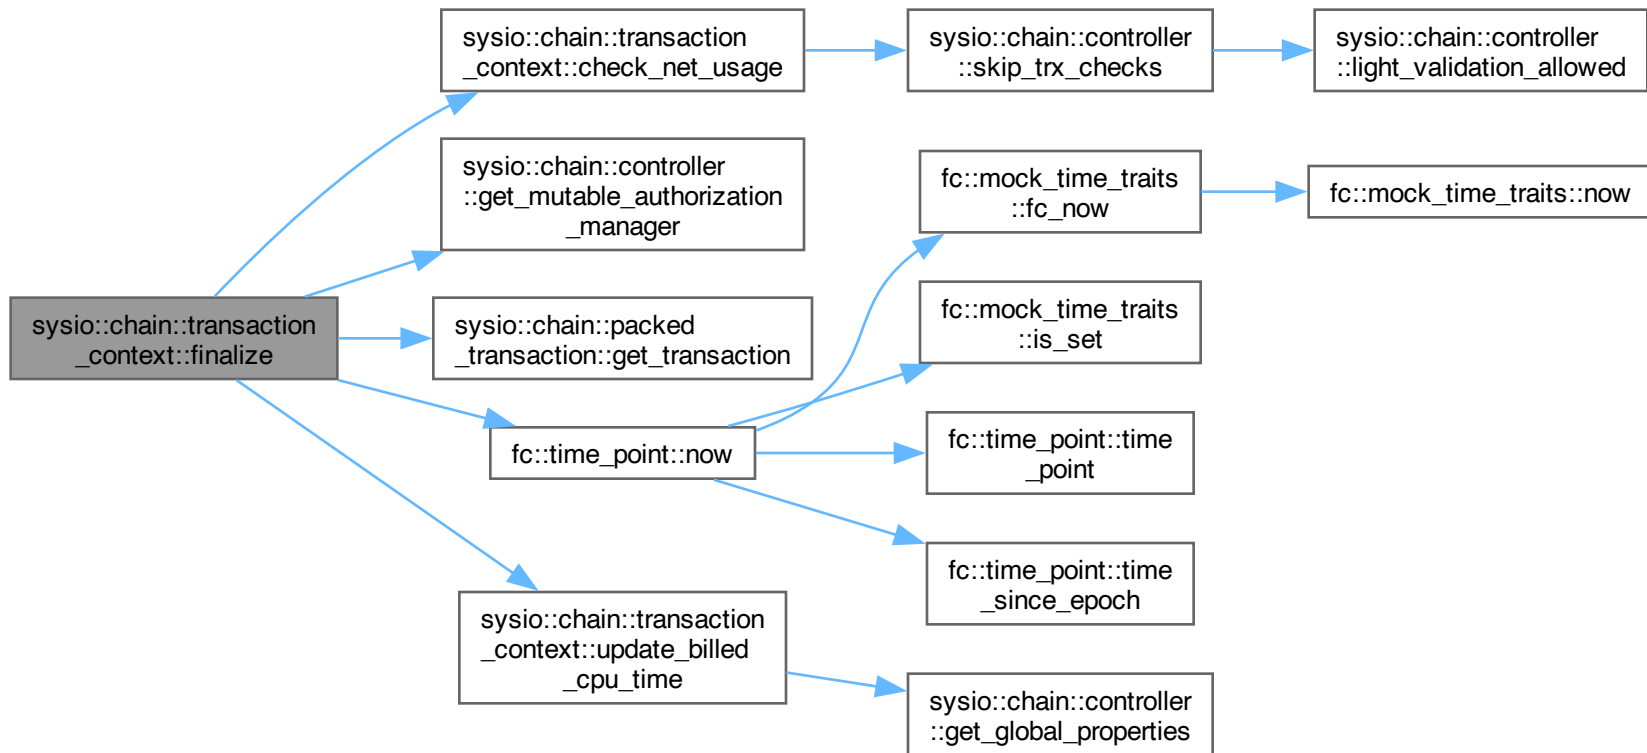 sysio::chain::transaction
_context::finalize
sysio::chain::transaction
_context::check_net_usage
sysio::chain::controller
::skip_trx_checks
sysio::chain::controller
::light_validation_allowed
sysio::chain::controller
::get_mutable_authorization
_manager
sysio::chain::packed
_transaction::get_transaction
fc::time_point::now
fc::mock_time_traits
::fc_now
fc::mock_time_traits::now
fc::mock_time_traits
::is_set
fc::time_point::time
_point
fc::time_point::time
_since_epoch
sysio::chain::transaction
_context::update_billed
_cpu_time
sysio::chain::controller
::get_global_properties